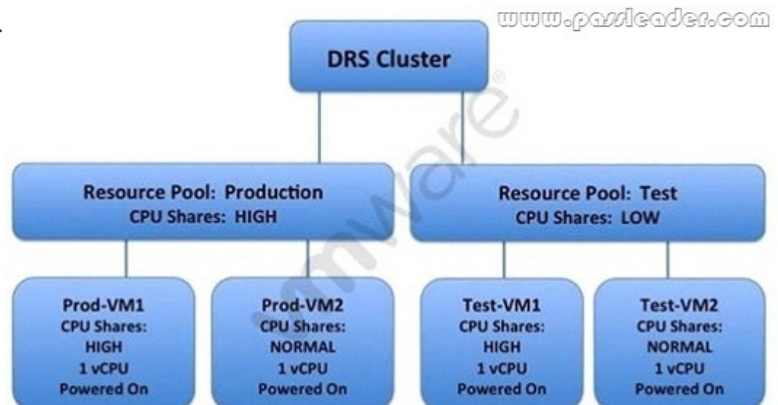 www.passleader.com
DRS Cluster
Resource Pool: Production
CPU Shares: HIGH
Resource Pool: Test
CPU Shares: LOW
Prod-VM1
CPU Shares:
HIGH
1 vCPU
Powered On
Prod-VM2
CPU Shares:
NORMAL
1 vCPU
Powered On
Test-VM1
CPU Shares:
HIGH
1 vCPU
Powered On
Test-VM2
CPU Shares:
NORMAL
1 vCPU
Powered On
vmware®